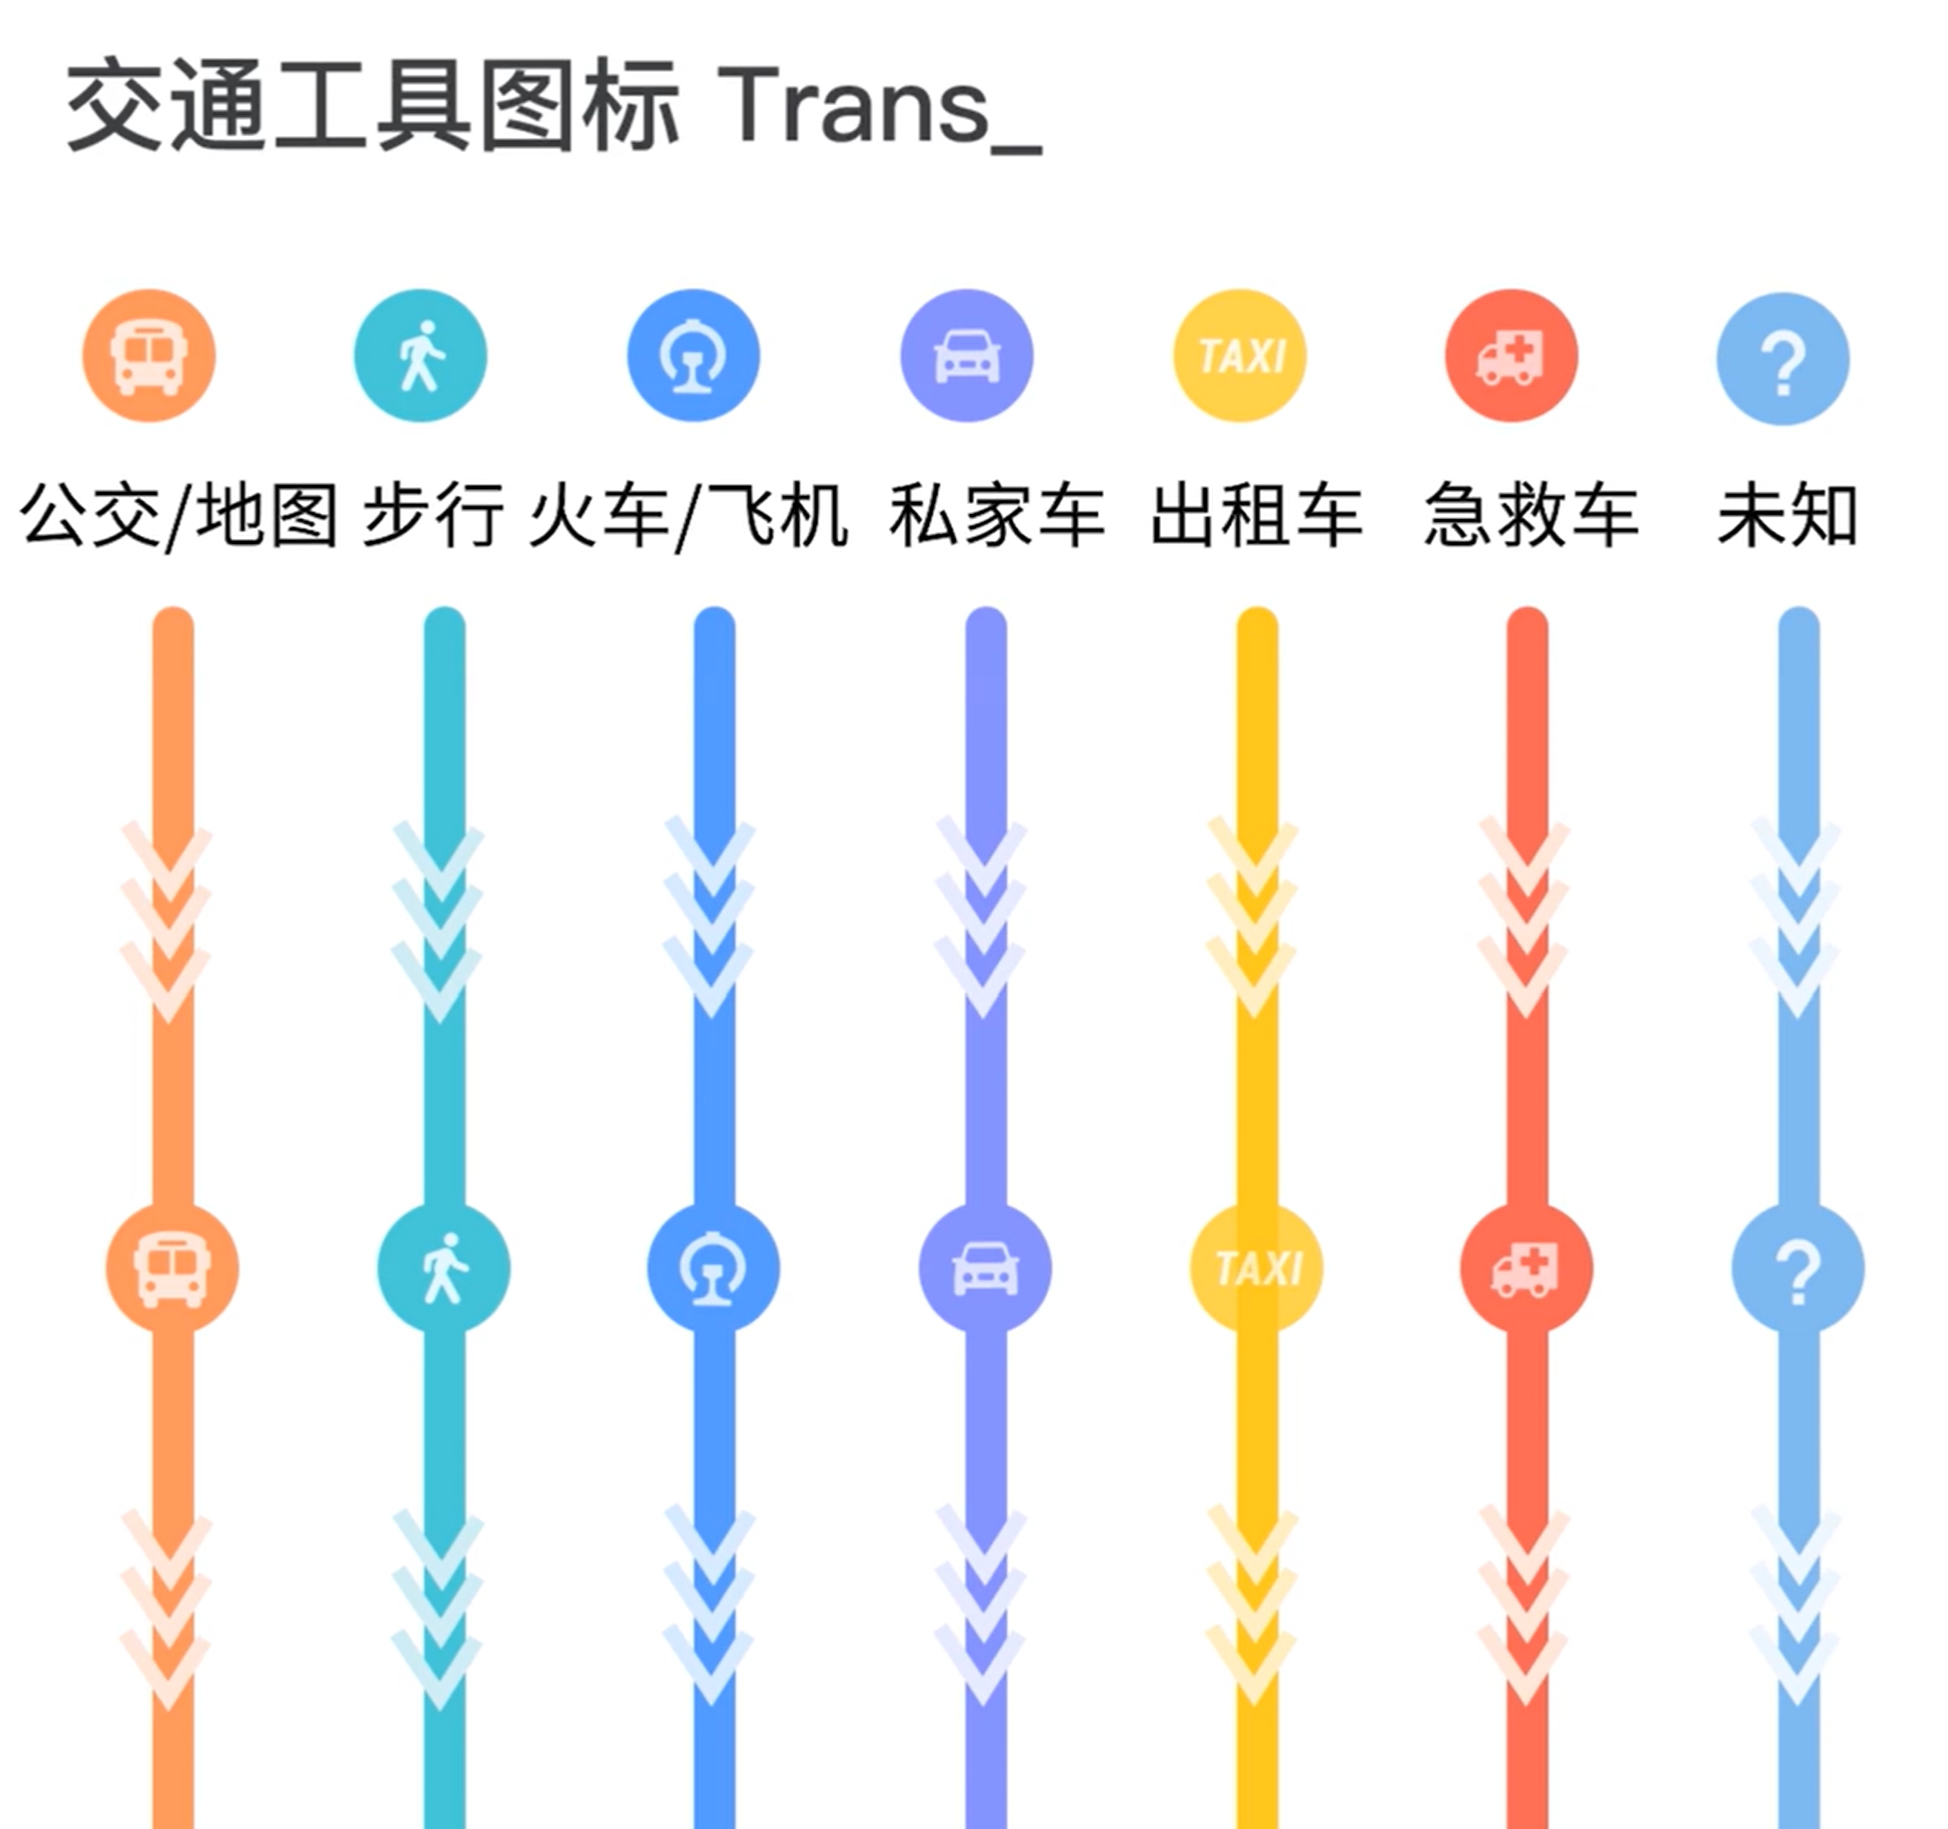 交通工具图标 Trans_
TAXI ?
公交/地图 步行 火车/飞机 私家车 出租车 急救车 未知
TAXI ?